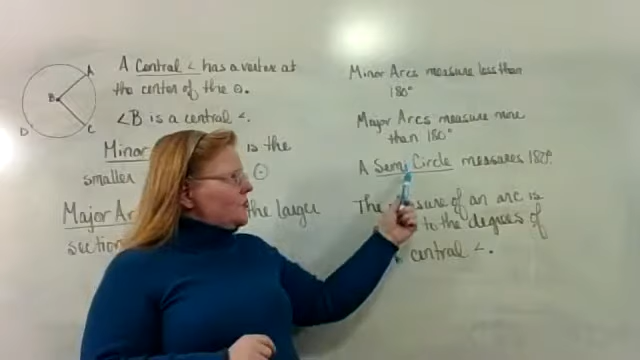 A
B
C
D
A Central ∠ has a vertex at
the center of the ⊙.
∠B is a central ∠.
Minor is the
smaller ⊙
Major Ar the larger
section
Minor Arcs measure less than
180°
Major Arcs measure more
than 180°
A Semi Circle measures 180°.
The measure of an arc is
to the degrees of
central ∠.